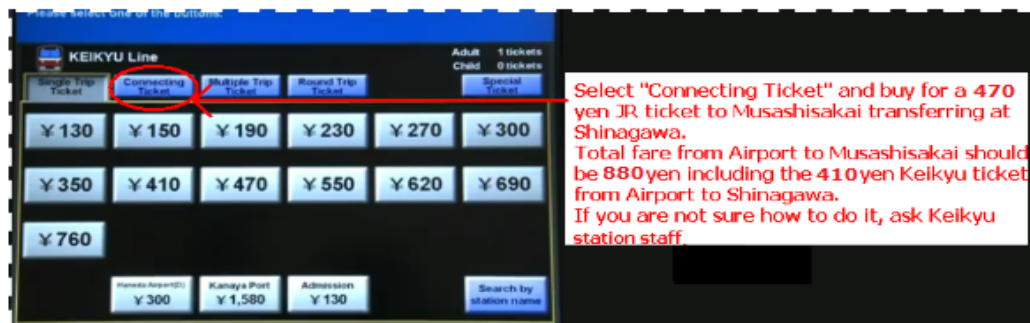 Please select one of the buttons.
KEIKYU Line
Adult 1 tickets
Child 0 tickets
Single Trip Ticket
Connecting Ticket
Multiple Trip Ticket
Round Trip Ticket
Special Ticket
¥130 ¥150 ¥190 ¥230 ¥270 ¥300
¥350 ¥410 ¥470 ¥550 ¥620 ¥690
¥760
Haneda Airport(D) ¥300
Kanaya Port ¥1,580
Admission ¥130
Search by station name
Select "Connecting Ticket" and buy for a 470
yen JR ticket to Musashisakai transferring at
Shinagawa.
Total fare from Airport to Musashisakai should
be 880yen including the 410yen Keikyu ticket
from Airport to Shinagawa.
If you are not sure how to do it, ask Keikyu
station staff.